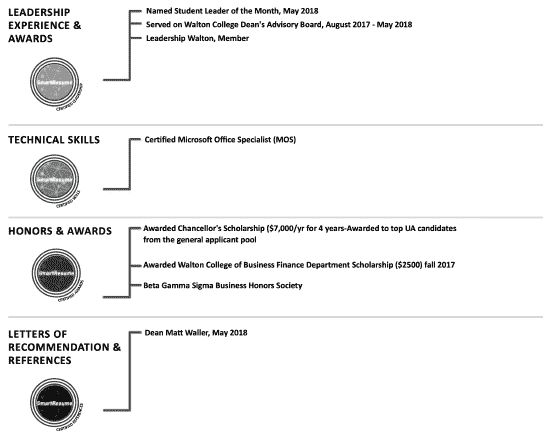 LEADERSHIP
EXPERIENCE &
AWARDS
Named Student Leader of the Month, May 2018
Served on Walton College Dean's Advisory Board, August 2017 - May 2018
Leadership Walton, Member
SmartResume
CERTIFIED LEADERSHIP
TECHNICAL SKILLS
Certified Microsoft Office Specialist (MOS)
SmartResume
CERTIFIED SKILLS
HONORS & AWARDS
Awarded Chancellor's Scholarship ($7,000/yr for 4 years-Awarded to top UA candidates
from the general applicant pool
Awarded Walton College of Business Finance Department Scholarship ($2500) fall 2017
Beta Gamma Sigma Business Honors Society
SmartResume
CERTIFIED AWARDS
LETTERS OF
RECOMMENDATION &
REFERENCES
Dean Matt Waller, May 2018
SmartResume
CERTIFIED REFERENCES